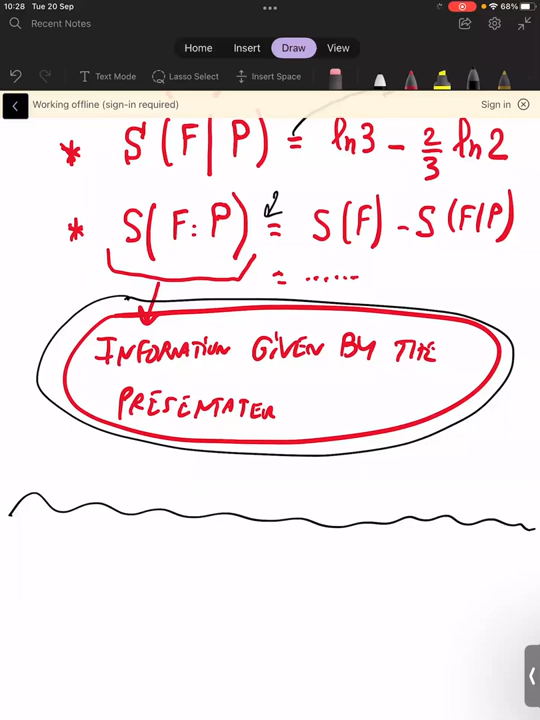 10:28 Tue 20 Sep 68%
Recent Notes
Home Insert Draw View
Text Mode Lasso Select Insert Space
Working offline (sign-in required) Sign in
* S(F|P) = ln3 - 2/3 ln2
* S(F:P) = S(F) - S(F|P)
= ......
INFORNATION GIVEN BY THE
PRESENTATER